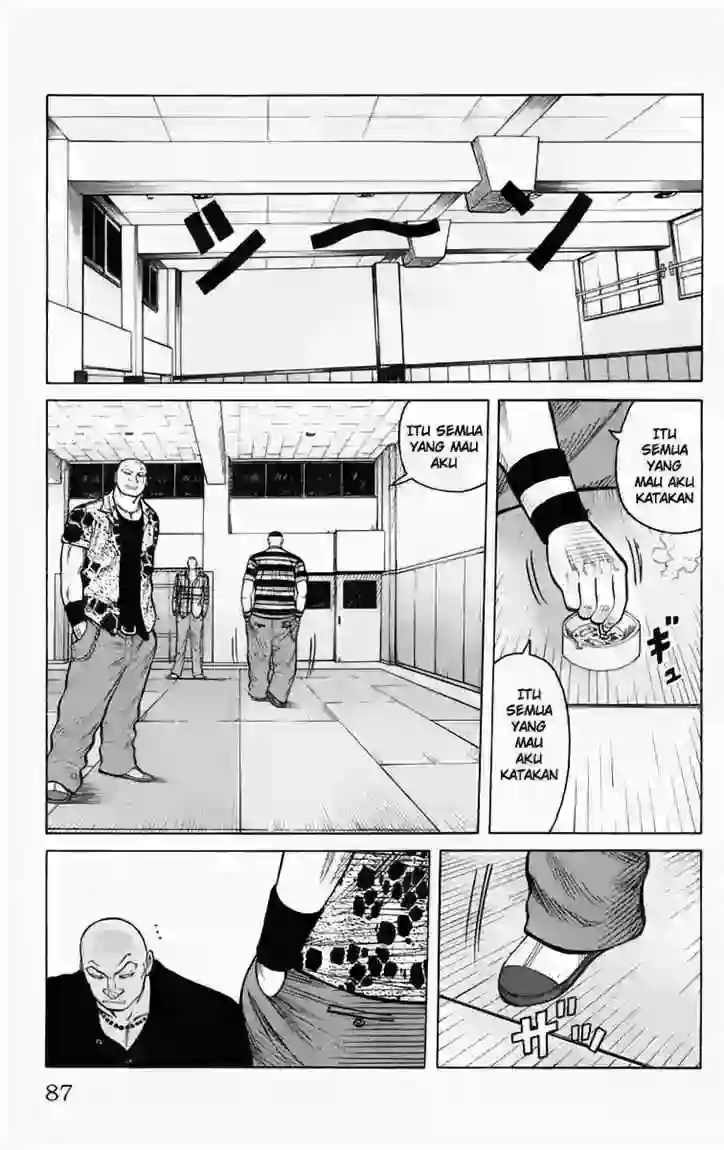 シ〜ン
ITU
SEMUA
YANG
MAU AKU
KATAKAN
ギュ
ITU
SEMUA
YANG
MAU
AKU
KATAKAN
ITU SEMUA
YANG MAU
AKU
ザッ
87